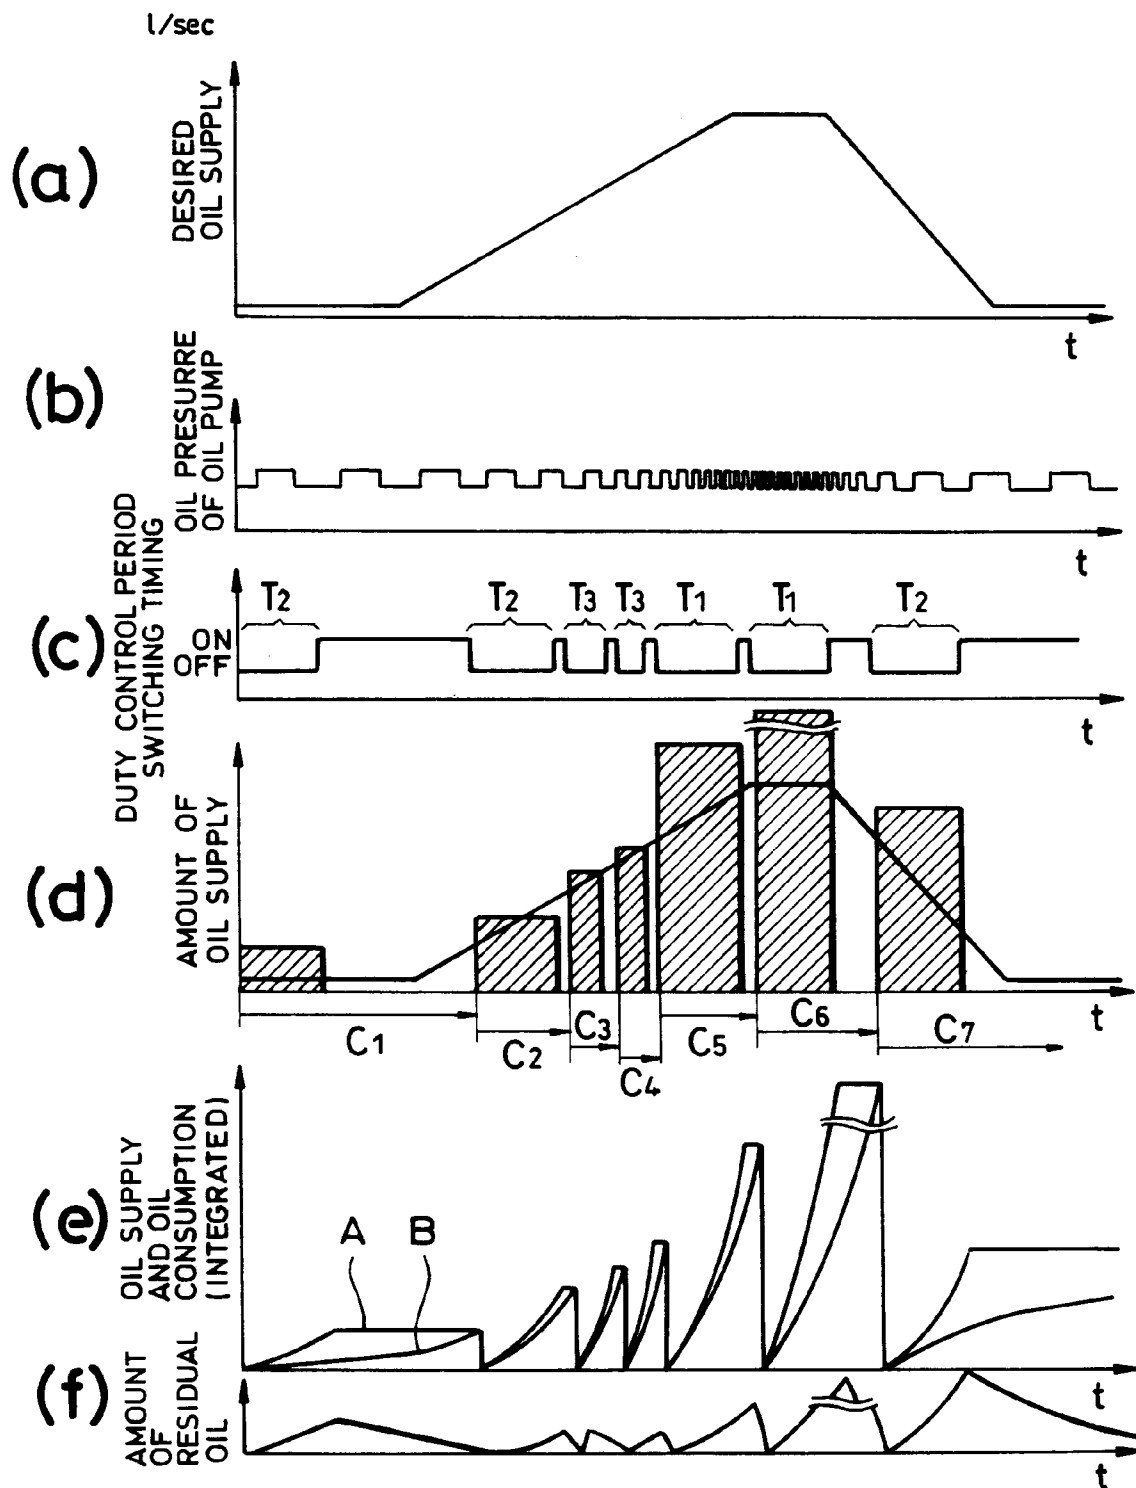 l/sec
(a)
DESIRED
OIL SUPPLY
t
(b)
OIL PRESURRE
OF OIL PUMP
t
(c)
DUTY CONTROL PERIOD
SWITCHING TIMING
ON
OFF
T2 T2 T3 T3 T1 T1 T2
t
(d)
AMOUNT OF
OIL SUPPLY
t
C1 C2 C3 C4 C5 C6 C7
(e)
OIL SUPPLY
AND OIL
CONSUMPTION
(INTEGRATED)
A B
t
(f)
AMOUNT
OF
RESIDUAL
OIL
t